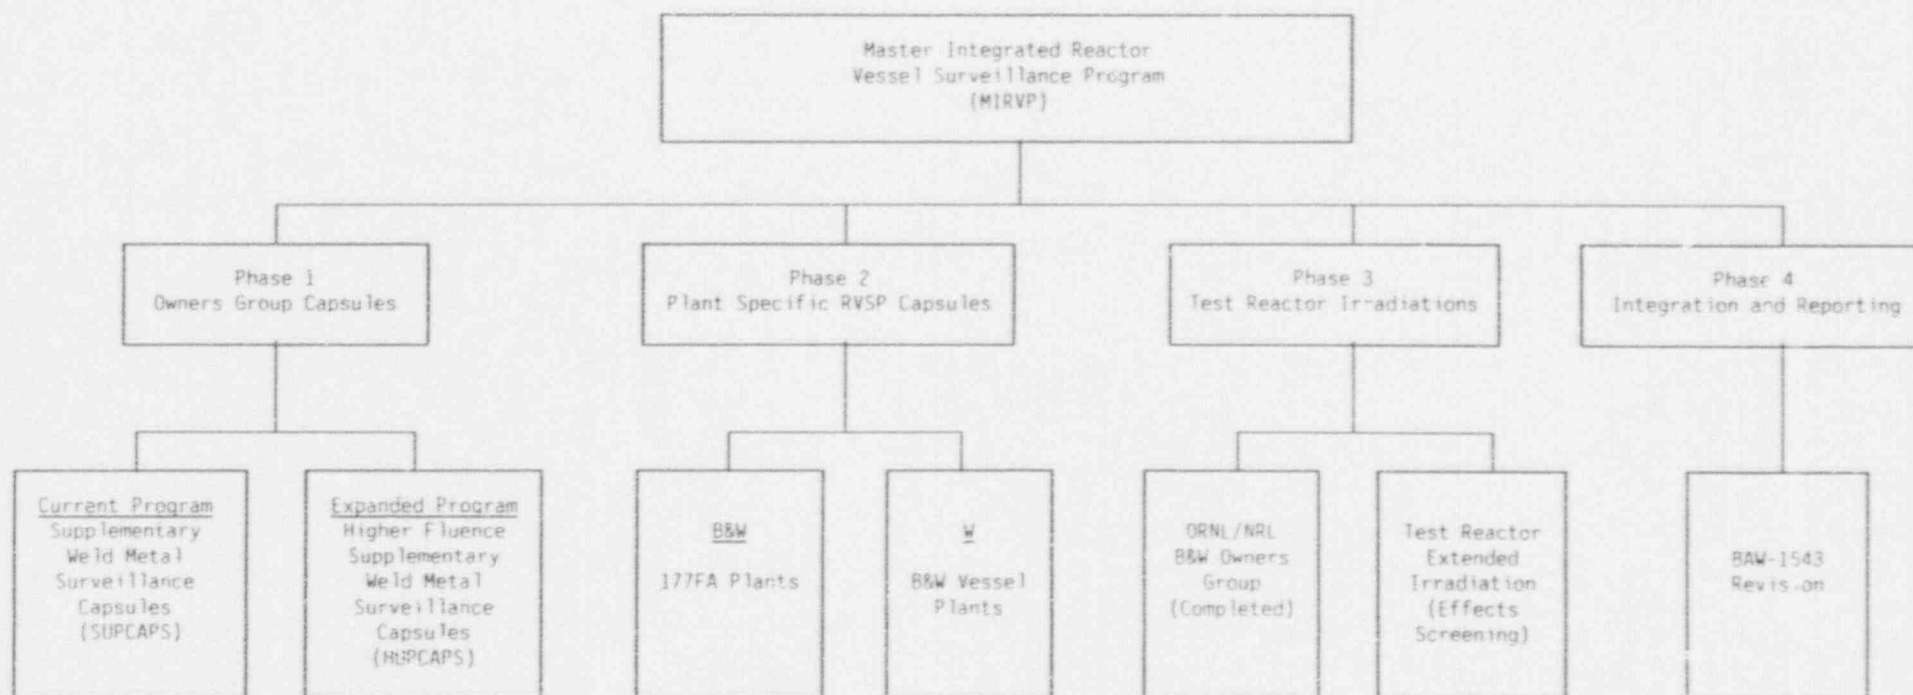 Master Integrated Reactor
Vessel Surveillance Program
(MIRVP)
Phase 1
Owners Group Capsules
Phase 2
Plant Specific RVSP Capsules
Phase 3
Test Reactor Irradiations
Phase 4
Integration and Reporting
Current Program
Supplementary
Weld Metal
Surveillance
Capsules
(SUPCAPS)
Expanded Program
Higher Fluence
Supplementary
Weld Metal
Surveillance
Capsules
(HUPCAPS)
B&W
177FA Plants
W
B&W Vessel
Plants
ORNL/NRL
B&W Owners
Group
(Completed)
Test Reactor
Extended
Irradiation
(Effects
Screening)
BAW-1543
Revision